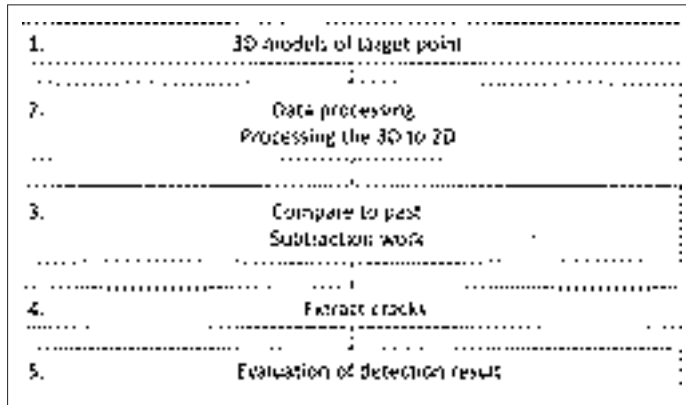 1. 3D models of target point
2. Data processing
Processing the 3D to 2D
3. Compare to past
Subtraction work
4. Extract cracks
5. Evaluation of detection result